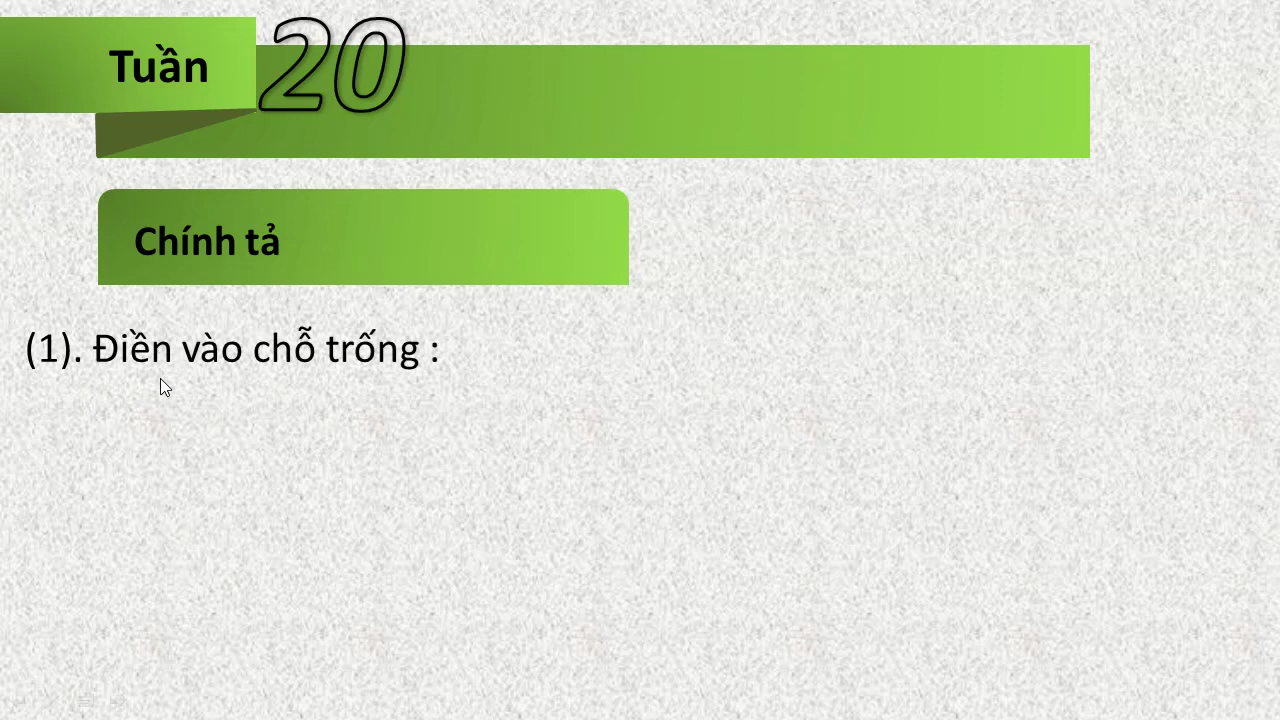 Tuần 20
Chính tả
(1). Điền vào chỗ trống :